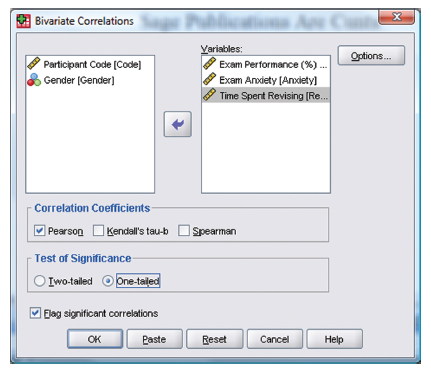 Bivariate Correlations
Sage Publications Are Custo
Variables:
Options...
Participant Code [Code]
Gender [Gender]
Exam Performance (%) ...
Exam Anxiety [Anxiety]
Time Spent Revising [Re...
Correlation Coefficients
Pearson Kendall's tau-b Spearman
Test of Significance
Two-tailed One-tailed
Flag significant correlations
OK Paste Reset Cancel Help